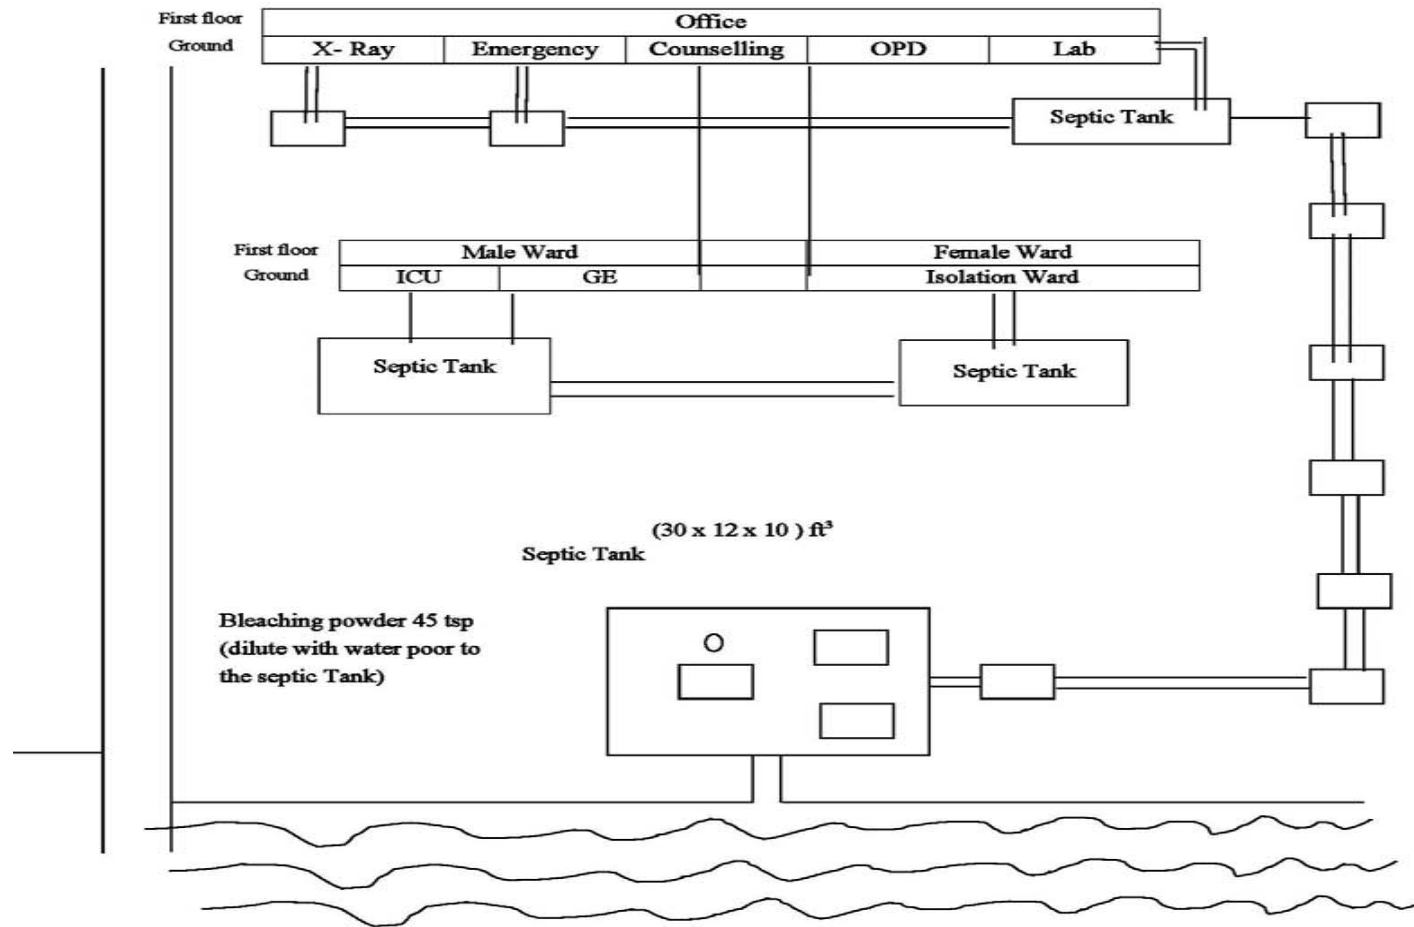 First floor
Office
Ground
X- Ray
Emergency
Counselling
OPD
Lab
Septic Tank
First floor
Male Ward
Female Ward
Ground
ICU
GE
Isolation Ward
Septic Tank
Septic Tank
(30 x 12 x 10 ) ft³
Septic Tank
Bleaching powder 45 tsp
(dilute with water poor to
the septic Tank)